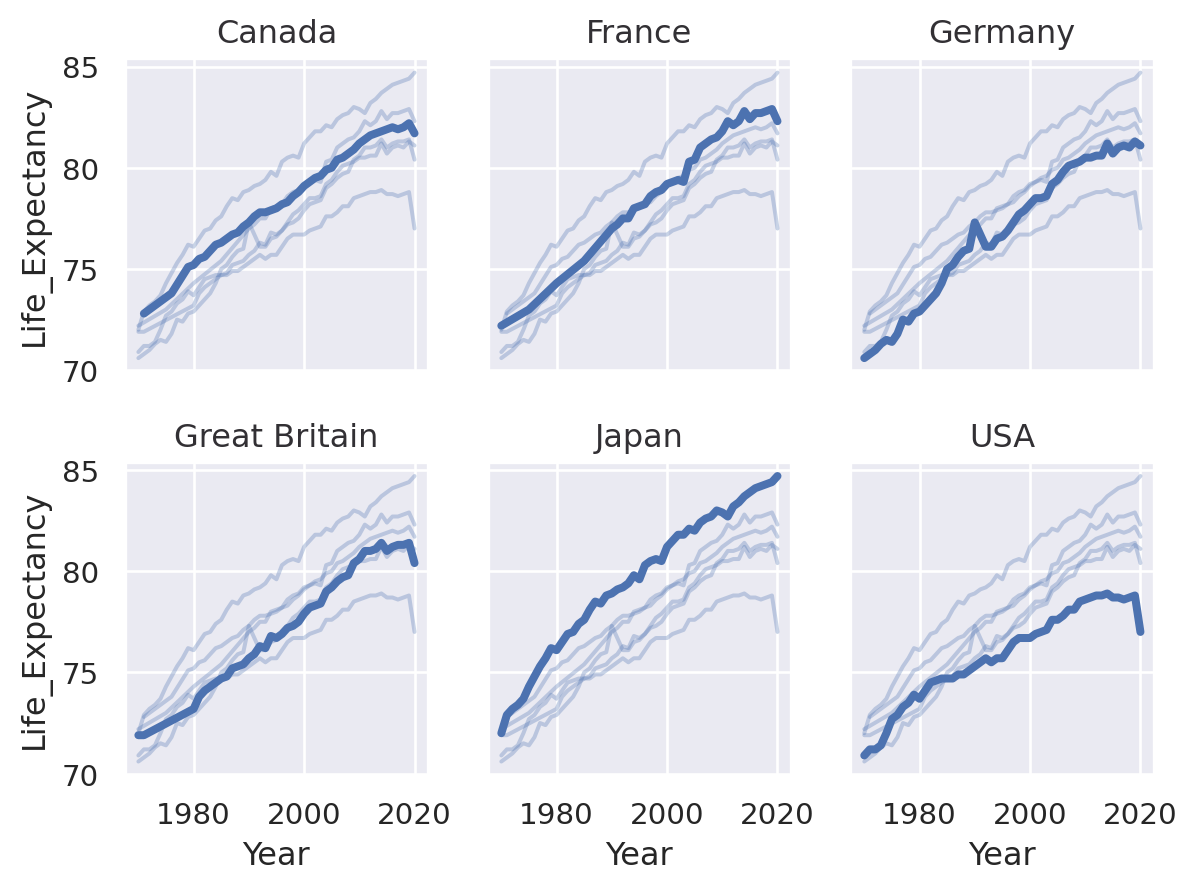 Canada France Germany
Life_Expectancy
85
80
75
70
Great Britain Japan USA
Life_Expectancy
85
80
75
70
1980 2000 2020 1980 2000 2020 1980 2000 2020
Year Year Year